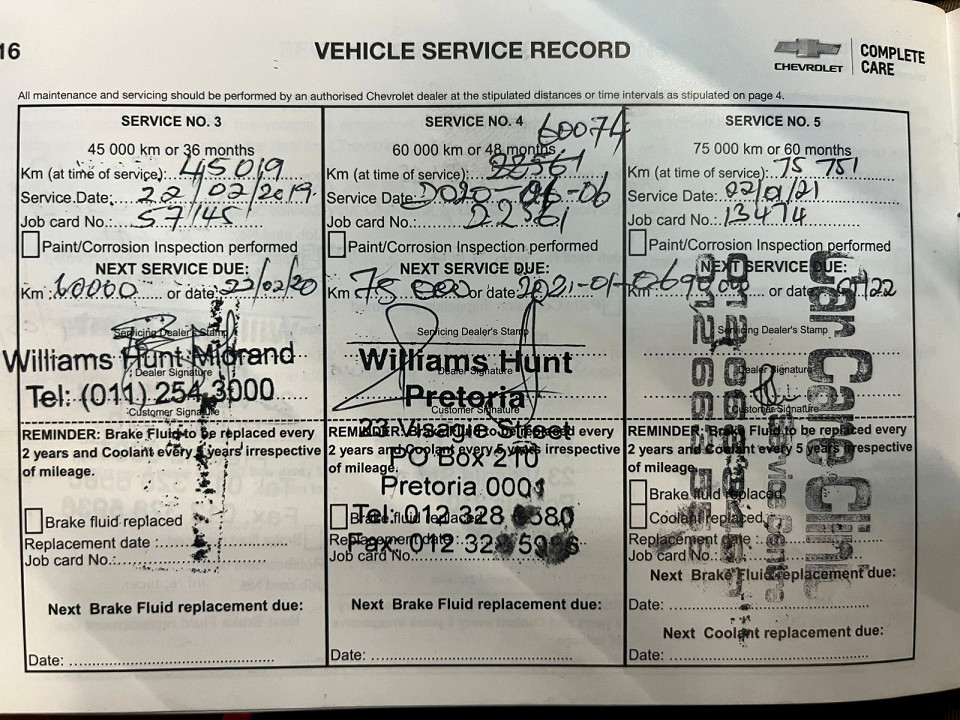 16
VEHICLE SERVICE RECORD
CHEVROLET
COMPLETE
CARE
All maintenance and servicing should be performed by an authorised Chevrolet dealer at the stipulated distances or time intervals as stipulated on page 4.
SERVICE NO. 3
45 000 km or 36 months
Km (at time of service): 45019
Service Date: 22/02/2019
Job card No.: 57145
Paint/Corrosion Inspection performed
NEXT SERVICE DUE:
Km : 60000 or date 22/02/20
Servicing Dealer's Stamp
Williams Hunt Midrand
Dealer Signature
Tel: (011) 254 3000
Customer Signature
REMINDER: Brake Fluid to be replaced every
2 years and Coolant every 5 years irrespective
of mileage.
Brake fluid replaced
Replacement date :
Job card No.:
Next Brake Fluid replacement due:
Date:
SERVICE NO. 4
60074
60 000 km or 48 months
Km (at time of service): 22561
Service Date: 2020-06-06
Job card No.: 22561
Paint/Corrosion Inspection performed
NEXT SERVICE DUE:
Km 75 000 or date 2021-01-06
Servicing Dealer's Stamp
Williams Hunt
Dealer Signature
Pretoria
Customer Signature
23 Visagie Street
REMINDER: Brake Fluid to be replaced every
2 years and Coolant every 5 years irrespective
of mileage.
PO Box 210
Pretoria 0001
Tel: 012 328 6580
Brake fluid replaced
Replacement date:
Fax: 012 328
Job card No.
Next Brake Fluid replacement due:
Date:
SERVICE NO. 5
75 000 km or 60 months
Km (at time of service): 75 751
Service Date: 02/01/21
Job card No.: 13474
Paint/Corrosion Inspection performed
NEXT SERVICE DUE:
Km 90 000 or date /22
Servicing Dealer's Stamp
Dealer Signature
Customer Signature
REMINDER: Brake Fluid to be replaced every
2 years and Coolant every 5 years irrespective
of mileage.
Brake fluid replaced
Coolant replaced
Replacement date :
Job card No.:
Next Brake Fluid replacement due:
Date:
Next Coolant replacement due:
Date:
Car Care Clinic
Service Centre